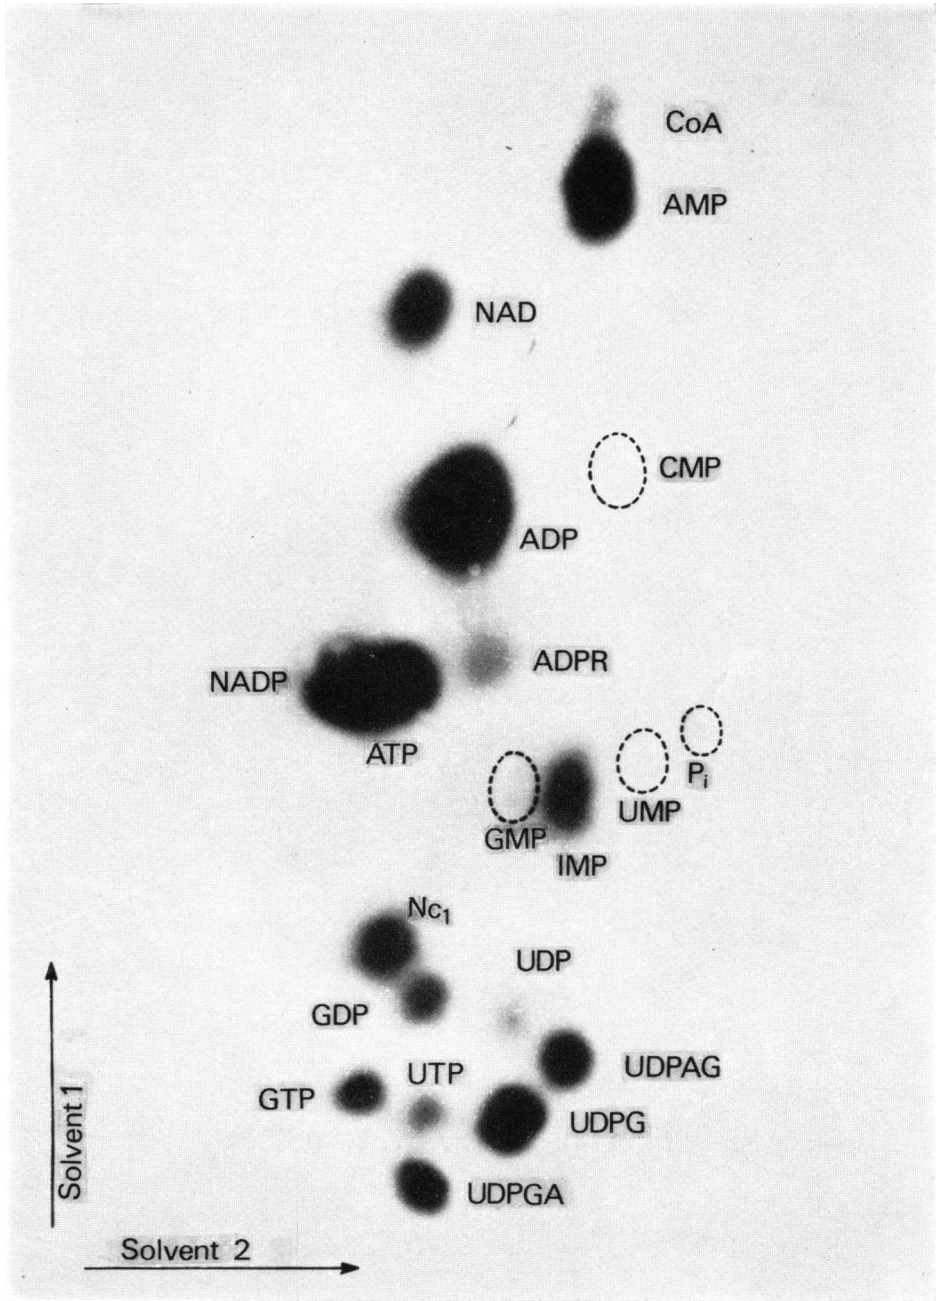 CoA
AMP
NAD
CMP
ADP
ADPR
NADP
ATP
Pi
UMP
GMP
IMP
Nc1
UDP
GDP
UDPAG
UTP
GTP
UDPG
UDPGA
Solvent 1
Solvent 2